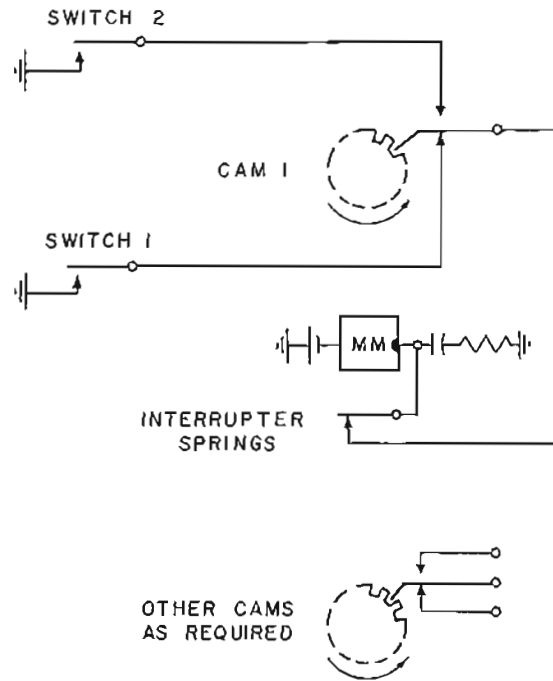 SWITCH 2
CAM 1
SWITCH 1
MM
INTERRUPTER
SPRINGS
OTHER CAMS
AS REQUIRED